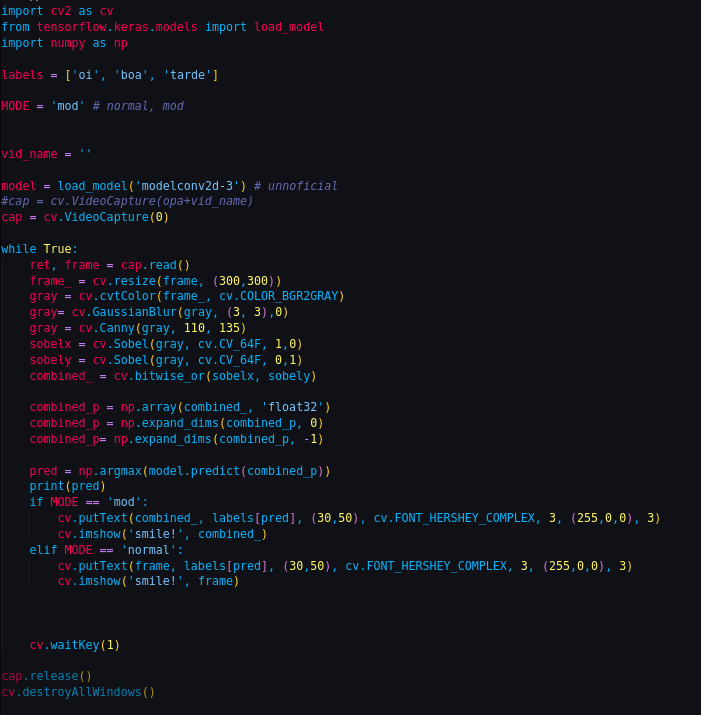 import cv2 as cv
from tensorflow.keras.models import load_model
import numpy as np
labels = ['oi', 'boa', 'tarde']
MODE = 'mod' # normal, mod
vid_name = ''
model = load_model('modelconv2d-3') # unnoficial
#cap = cv.VideoCapture(opa+vid_name)
cap = cv.VideoCapture(0)
while True:
    ret, frame = cap.read()
    frame_ = cv.resize(frame, (300,300))
    gray = cv.cvtColor(frame_, cv.COLOR_BGR2GRAY)
    gray= cv.GaussianBlur(gray, (3, 3),0)
    gray = cv.Canny(gray, 110, 135)
    sobelx = cv.Sobel(gray, cv.CV_64F, 1,0)
    sobely = cv.Sobel(gray, cv.CV_64F, 0,1)
    combined_ = cv.bitwise_or(sobelx, sobely)
    combined_p = np.array(combined_, 'float32')
    combined_p = np.expand_dims(combined_p, 0)
    combined_p= np.expand_dims(combined_p, -1)
    pred = np.argmax(model.predict(combined_p))
    print(pred)
    if MODE == 'mod':
        cv.putText(combined_, labels[pred], (30,50), cv.FONT_HERSHEY_COMPLEX, 3, (255,0,0), 3)
        cv.imshow('smile!', combined_)
    elif MODE == 'normal':
        cv.putText(frame, labels[pred], (30,50), cv.FONT_HERSHEY_COMPLEX, 3, (255,0,0), 3)
        cv.imshow('smile!', frame)
    cv.waitKey(1)
cap.release()
cv.destroyAllWindows()